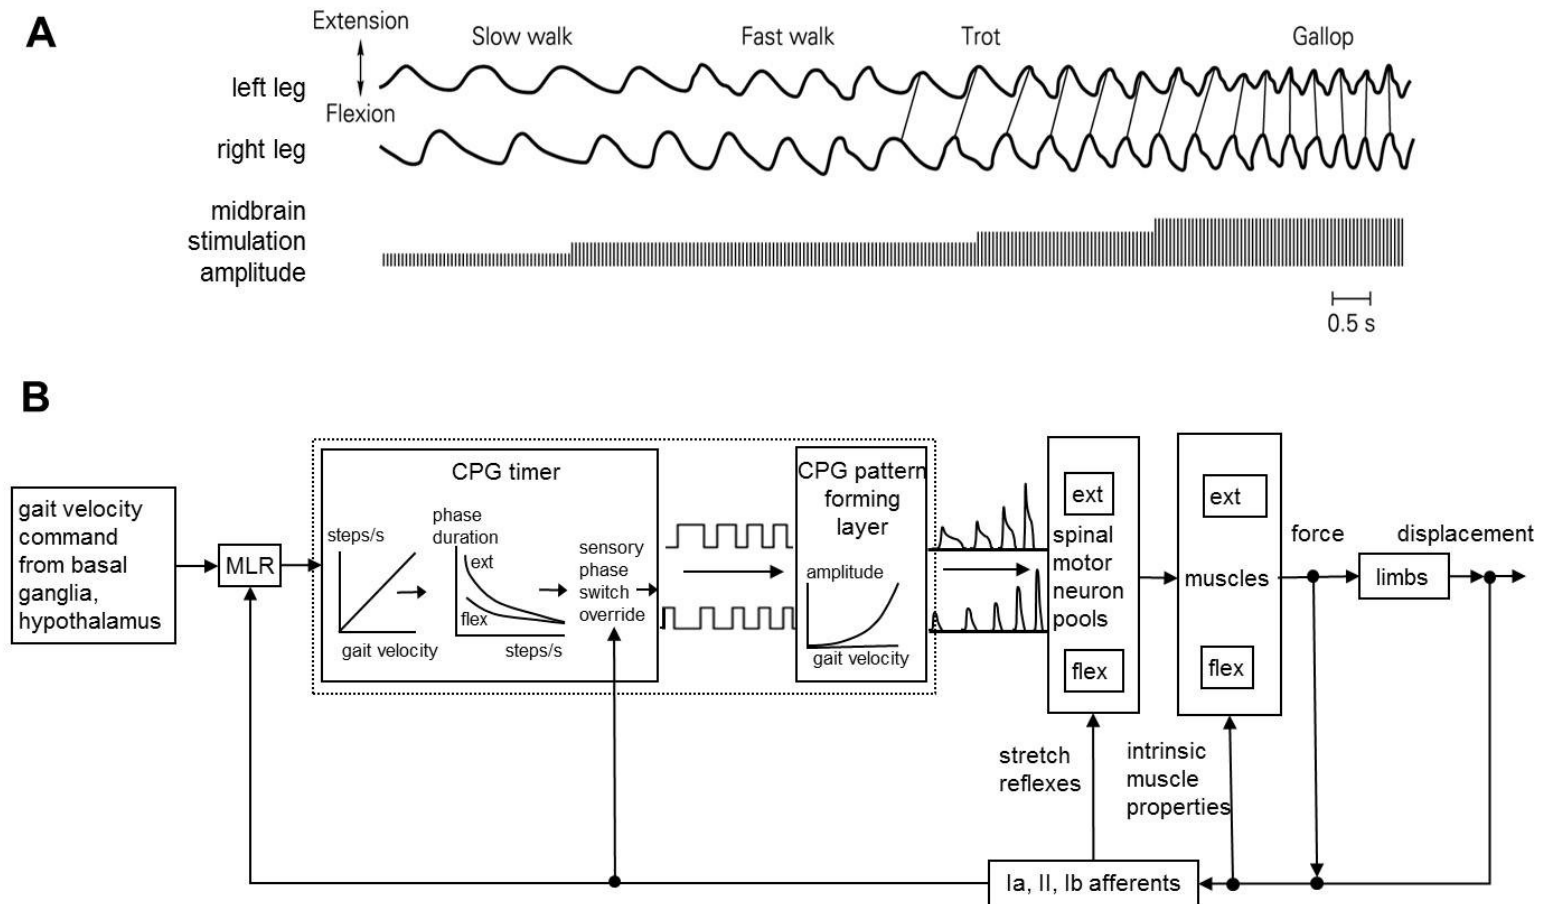 A
Extension
Slow walk
Fast walk
Trot
Gallop
left leg
Flexion
right leg
midbrain
stimulation
amplitude
0.5 s
B
gait velocity
command
from basal
ganglia,
hypothalamus
MLR
CPG timer
steps/s
gait velocity
phase
duration
ext
flex
steps/s
sensory
phase
switch
override
CPG pattern
forming
layer
amplitude
gait velocity
ext
spinal
motor
neuron
pools
flex
ext
muscles
flex
force
displacement
limbs
stretch
reflexes
intrinsic
muscle
properties
Ia, II, Ib afferents